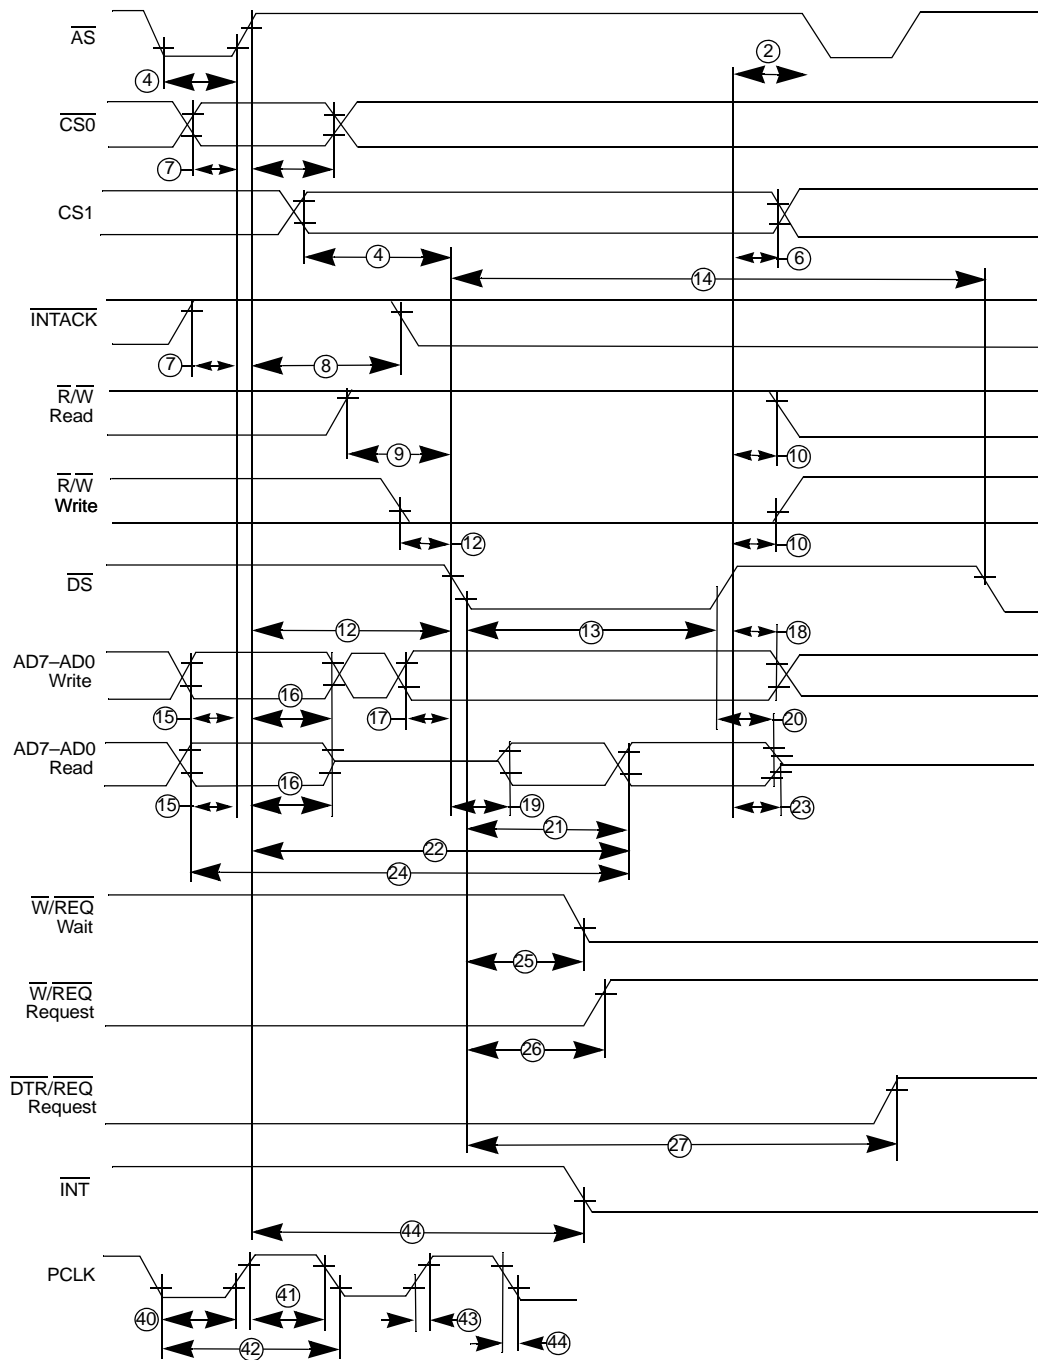 AS
2
4
CS0
7
CS1
4
6
14
INTACK
7
8
R/W
Read
9
10
R/W
Write
12
10
DS
12
13
18
AD7–AD0
Write
16
15
17
20
AD7–AD0
Read
16
15
19
23
21
22
24
W/REQ
Wait
25
W/REQ
Request
26
DTR/REQ
Request
27
INT
44
PCLK
40
41
43
42
44